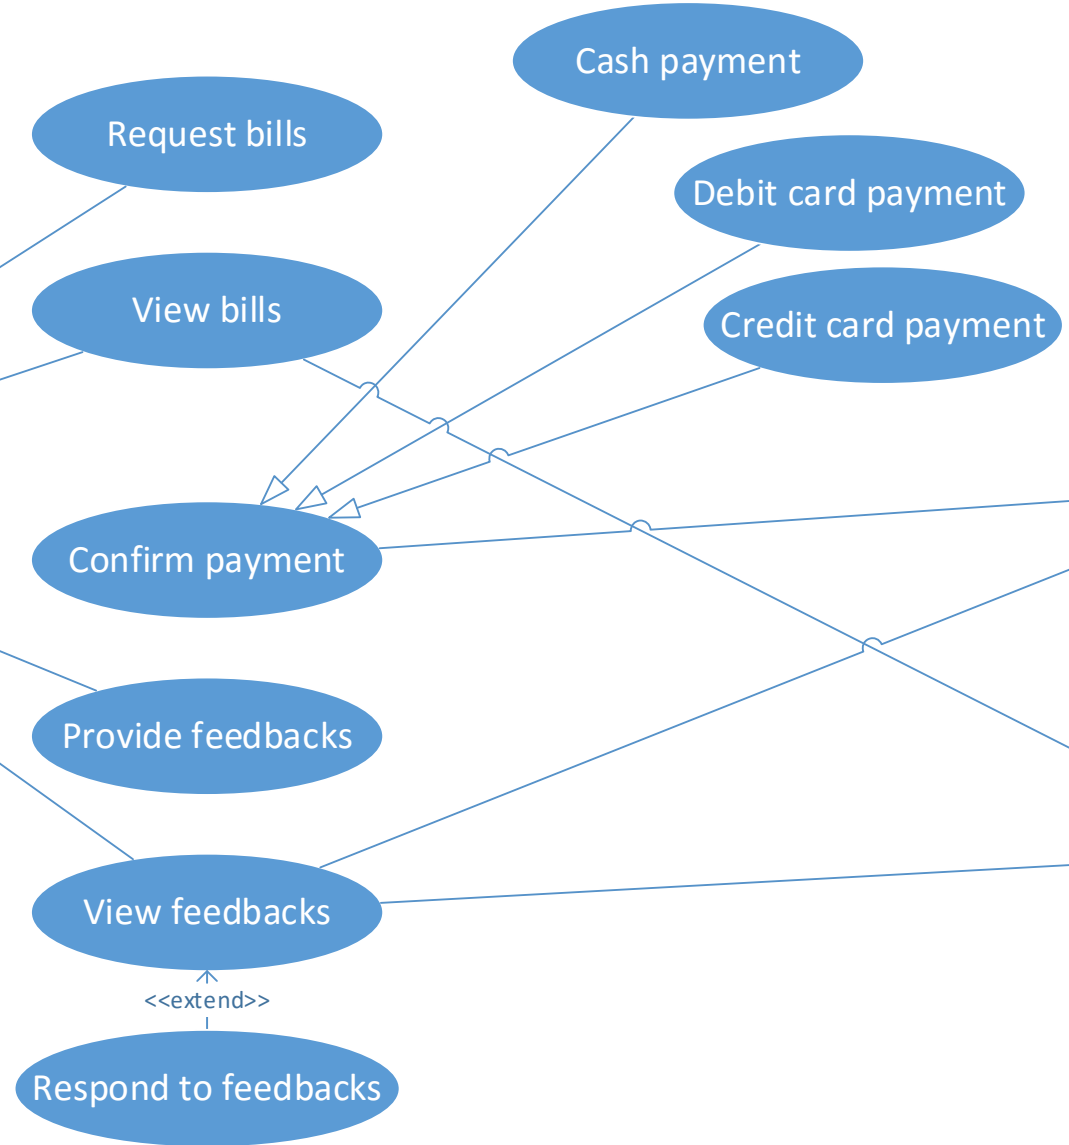 Cash payment
Request bills
Debit card payment
View bills
Credit card payment
Confirm payment
Provide feedbacks
View feedbacks
<<extend>>
Respond to feedbacks